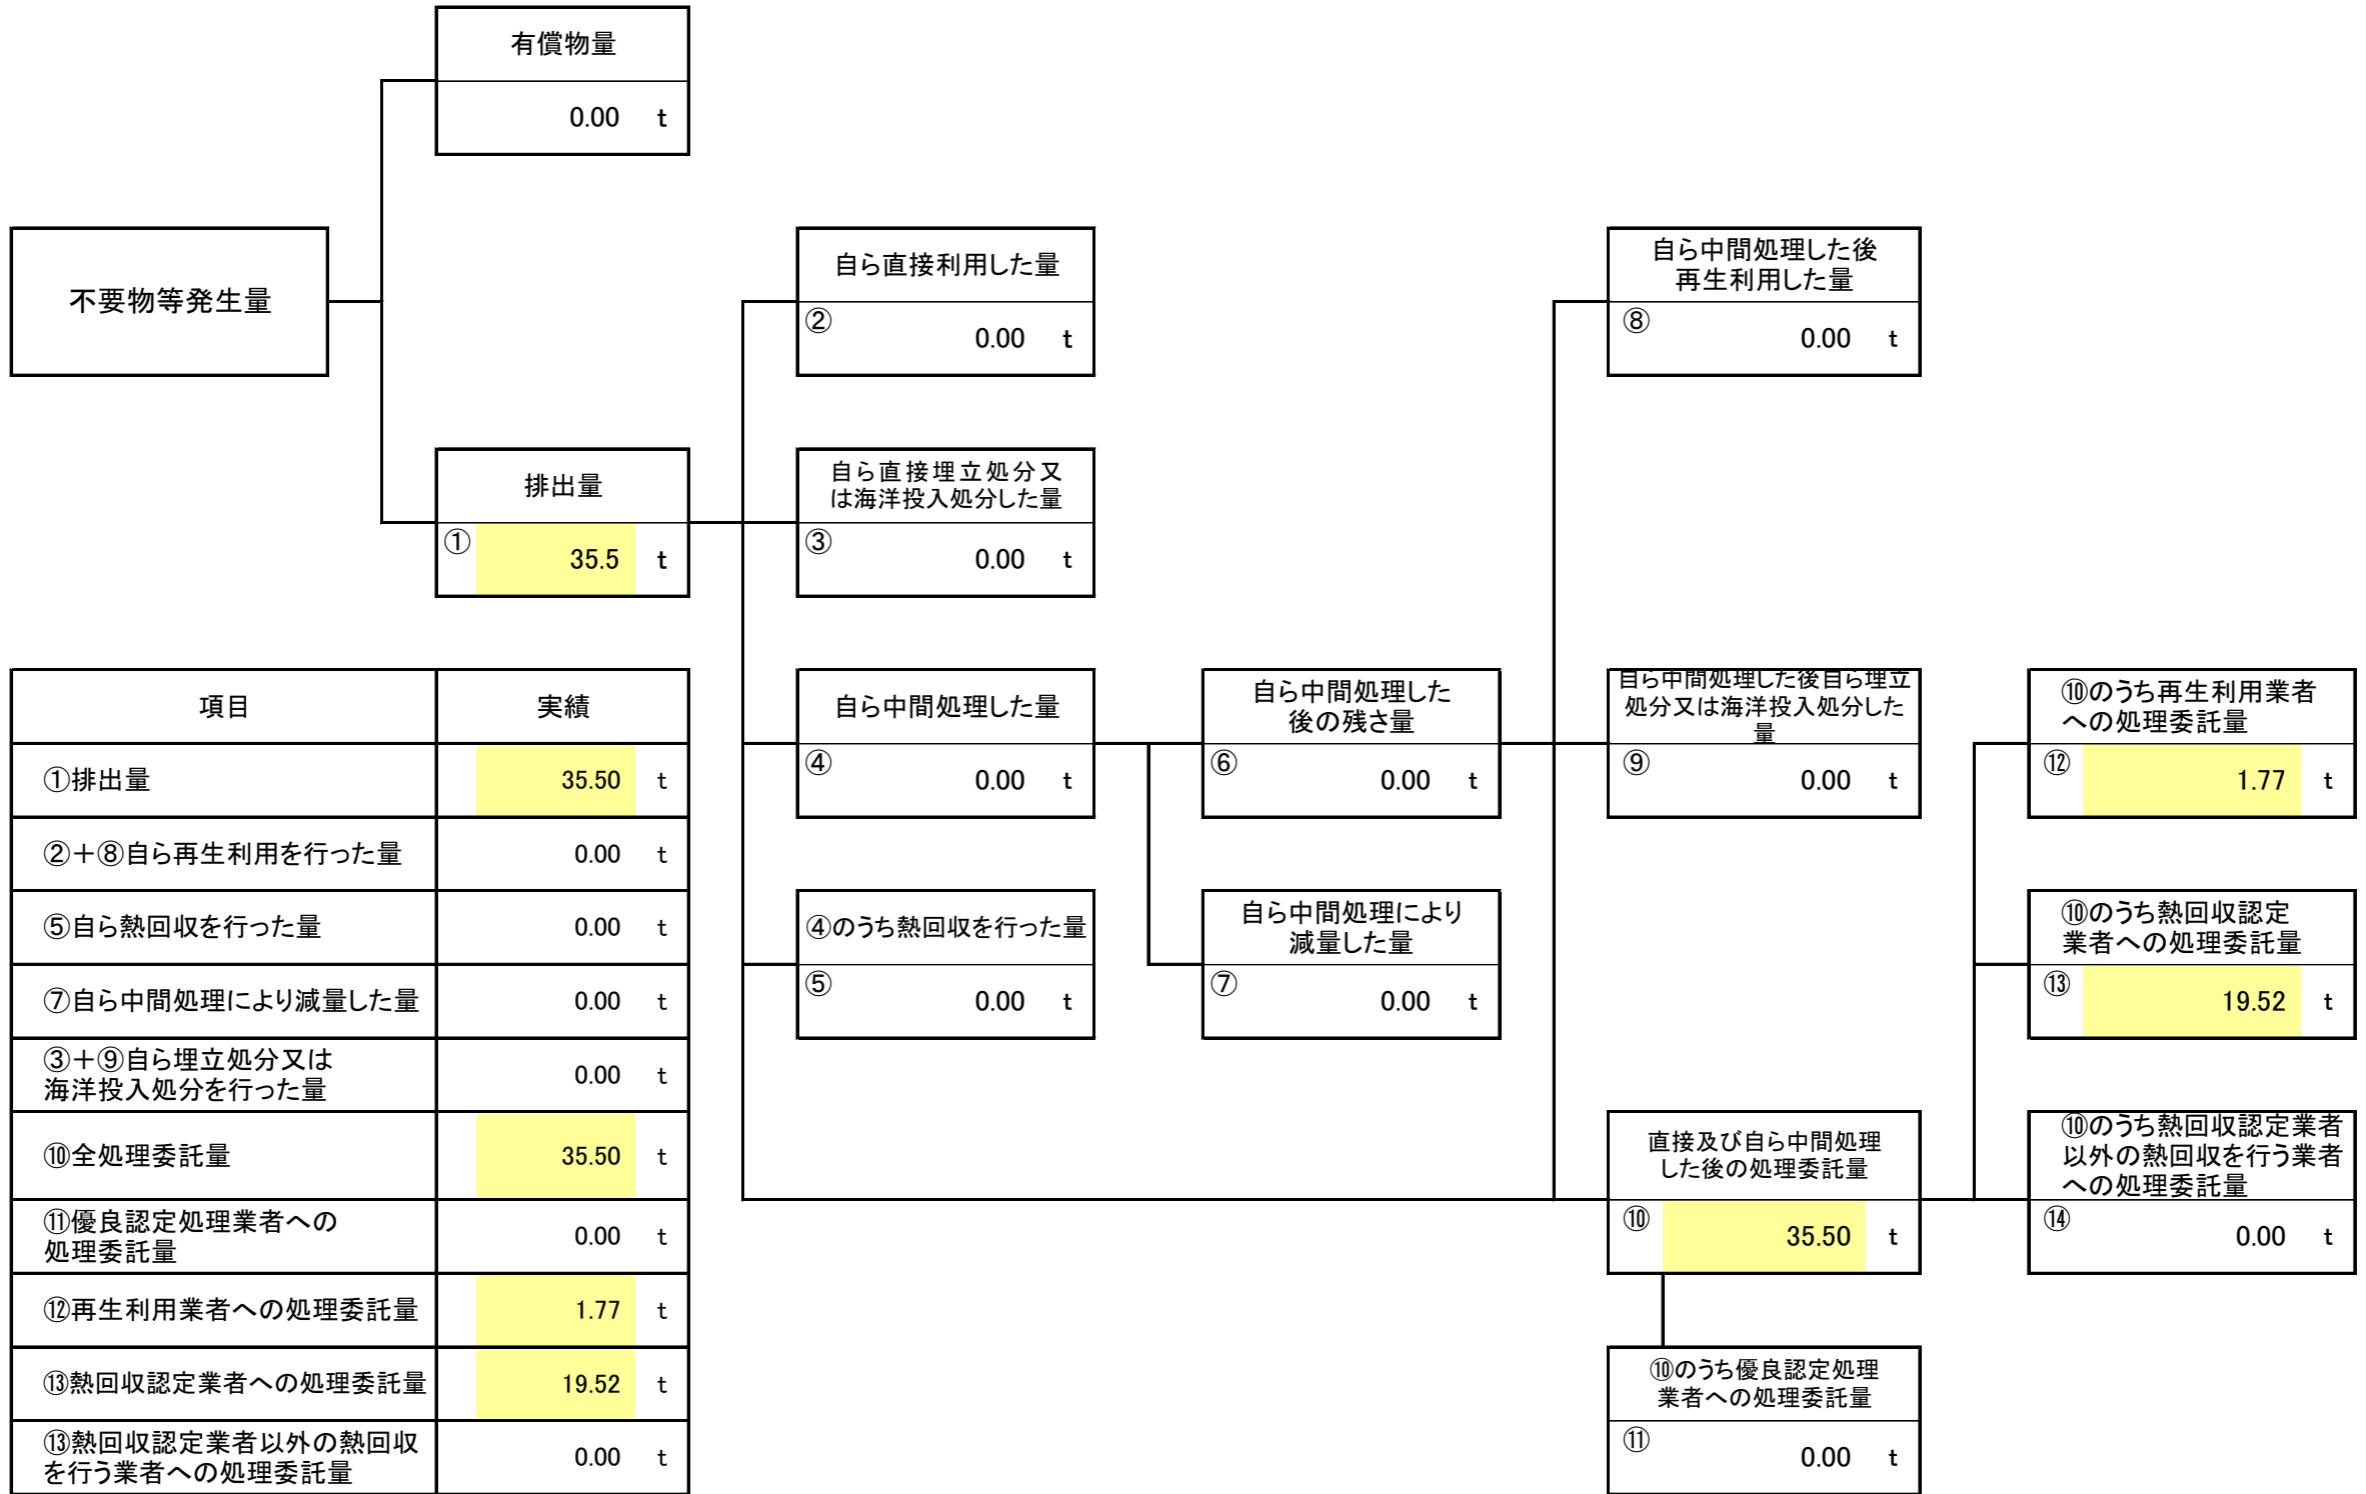 有償物量
0.00 t
不要物等発生量
排出量
① 35.5 t
自ら直接利用した量
② 0.00 t
自ら直接埋立処分又
は海洋投入処分した量
③ 0.00 t
自ら中間処理した量
④ 0.00 t
④のうち熱回収を行った量
⑤ 0.00 t
自ら中間処理した
後の残さ量
⑥ 0.00 t
自ら中間処理により
減量した量
⑦ 0.00 t
自ら中間処理した後
再生利用した量
⑧ 0.00 t
自ら中間処理した後自ら埋立
処分又は海洋投入処分した
量
⑨ 0.00 t
直接及び自ら中間処理
した後の処理委託量
⑩ 35.50 t
⑩のうち優良認定処理
業者への処理委託量
⑪ 0.00 t
⑩のうち再生利用業者
への処理委託量
⑫ 1.77 t
⑩のうち熱回収認定
業者への処理委託量
⑬ 19.52 t
⑩のうち熱回収認定業者
以外の熱回収を行う業者
への処理委託量
⑭ 0.00 t
項目 実績
①排出量 35.50 t
②＋⑧自ら再生利用を行った量 0.00 t
⑤自ら熱回収を行った量 0.00 t
⑦自ら中間処理により減量した量 0.00 t
③＋⑨自ら埋立処分又は
海洋投入処分を行った量 0.00 t
⑩全処理委託量 35.50 t
⑪優良認定処理業者への
処理委託量 0.00 t
⑫再生利用業者への処理委託量 1.77 t
⑬熱回収認定業者への処理委託量 19.52 t
⑬熱回収認定業者以外の熱回収
を行う業者への処理委託量 0.00 t